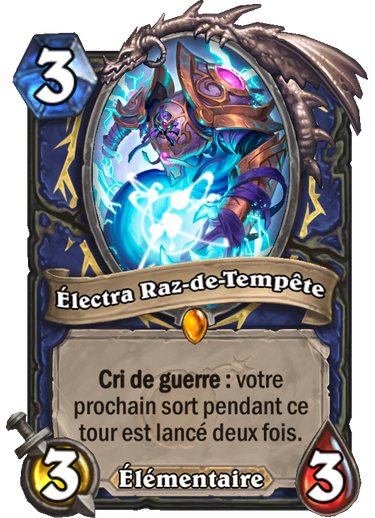 3
Électra Raz-de-Tempête
Cri de guerre : votre
prochain sort pendant ce
tour est lancé deux fois.
3
Élémentaire
3